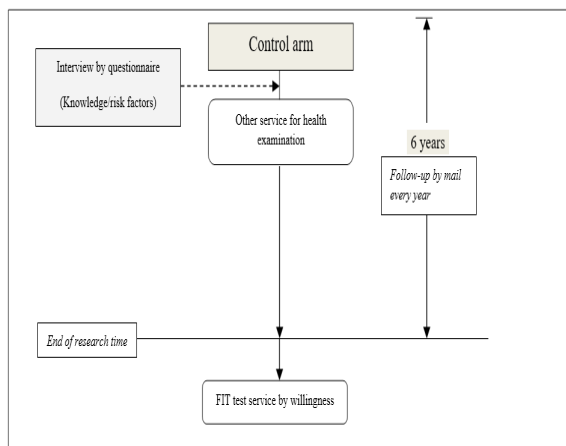 Control arm
Interview by questionnaire
(Knowledge/risk factors)
Other service for health
examination
6 years
Follow-up by mail
every year
End of research time
FIT test service by willingness